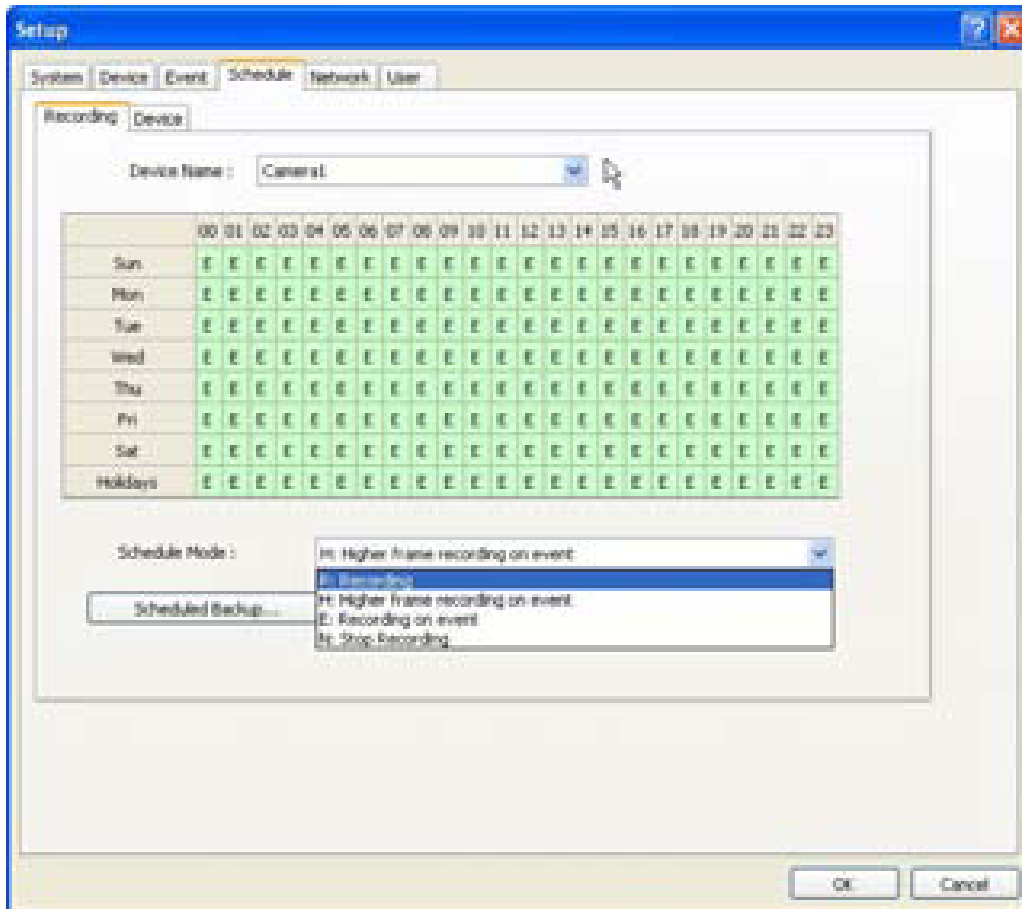 Setup
System Device Event Schedule Network User
Recording Device
Device Name : Camera1
00 01 02 03 04 05 06 07 08 09 10 11 12 13 14 15 16 17 18 19 20 21 22 23
Sun E E E E E E E E E E E E E E E E E E E E E E E E
Mon E E E E E E E E E E E E E E E E E E E E E E E E
Tue E E E E E E E E E E E E E E E E E E E E E E E E
Wed E E E E E E E E E E E E E E E E E E E E E E E E
Thu E E E E E E E E E E E E E E E E E E E E E E E E
Fri E E E E E E E E E E E E E E E E E E E E E E E E
Sat E E E E E E E E E E E E E E E E E E E E E E E E
Holidays E E E E E E E E E E E E E E E E E E E E E E E E
Schedule Mode : H: Higher frame recording on event
Recording
H: Higher frame recording on event
Scheduled Backup...
E: Recording on event
N: Stop Recording
OK Cancel